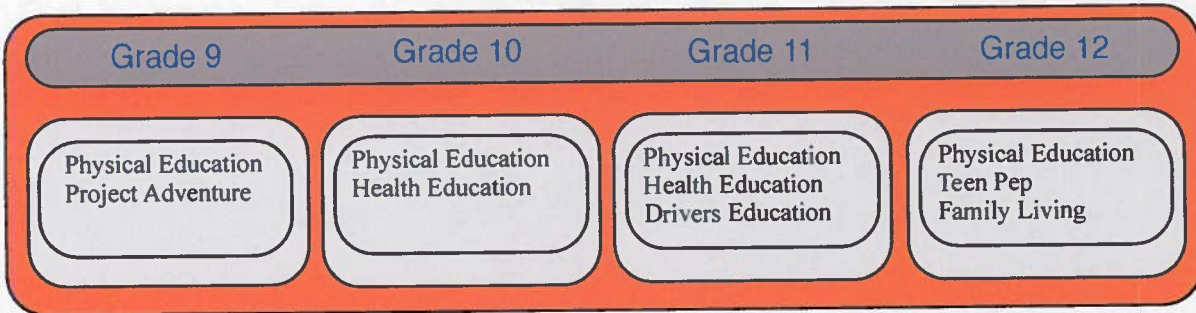 Grade 9 Grade 10 Grade 11 Grade 12
Physical Education
Project Adventure
Physical Education
Health Education
Physical Education
Health Education
Drivers Education
Physical Education
Teen Pep
Family Living